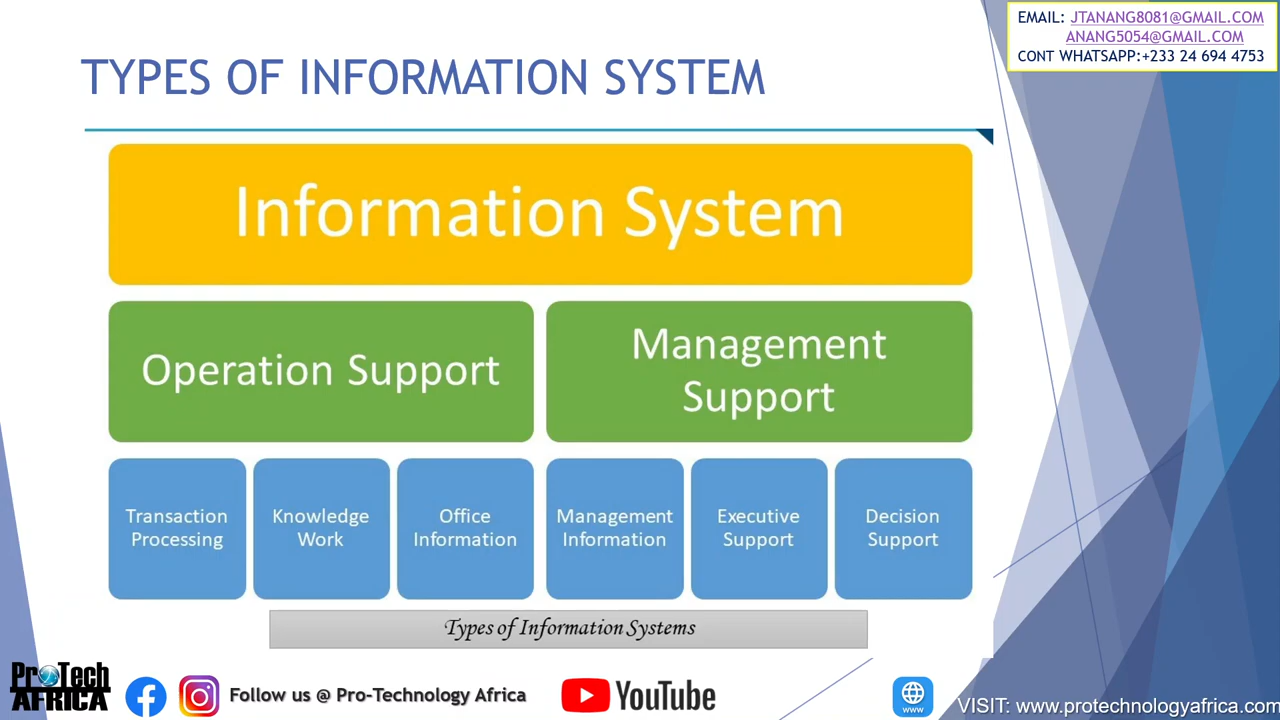 EMAIL: JTANANG8081@GMAIL.COM
ANANG5054@GMAIL.COM
CONT WHATSAPP:+233 24 694 4753
TYPES OF INFORMATION SYSTEM
Information System
Operation Support
Management
Support
Transaction
Processing
Knowledge
Work
Office
Information
Management
Information
Executive
Support
Decision
Support
Types of Information Systems
ProTech
AFRICA
Follow us @ Pro-Technology Africa
YouTube
www
VISIT: www.protechnologyafrica.com